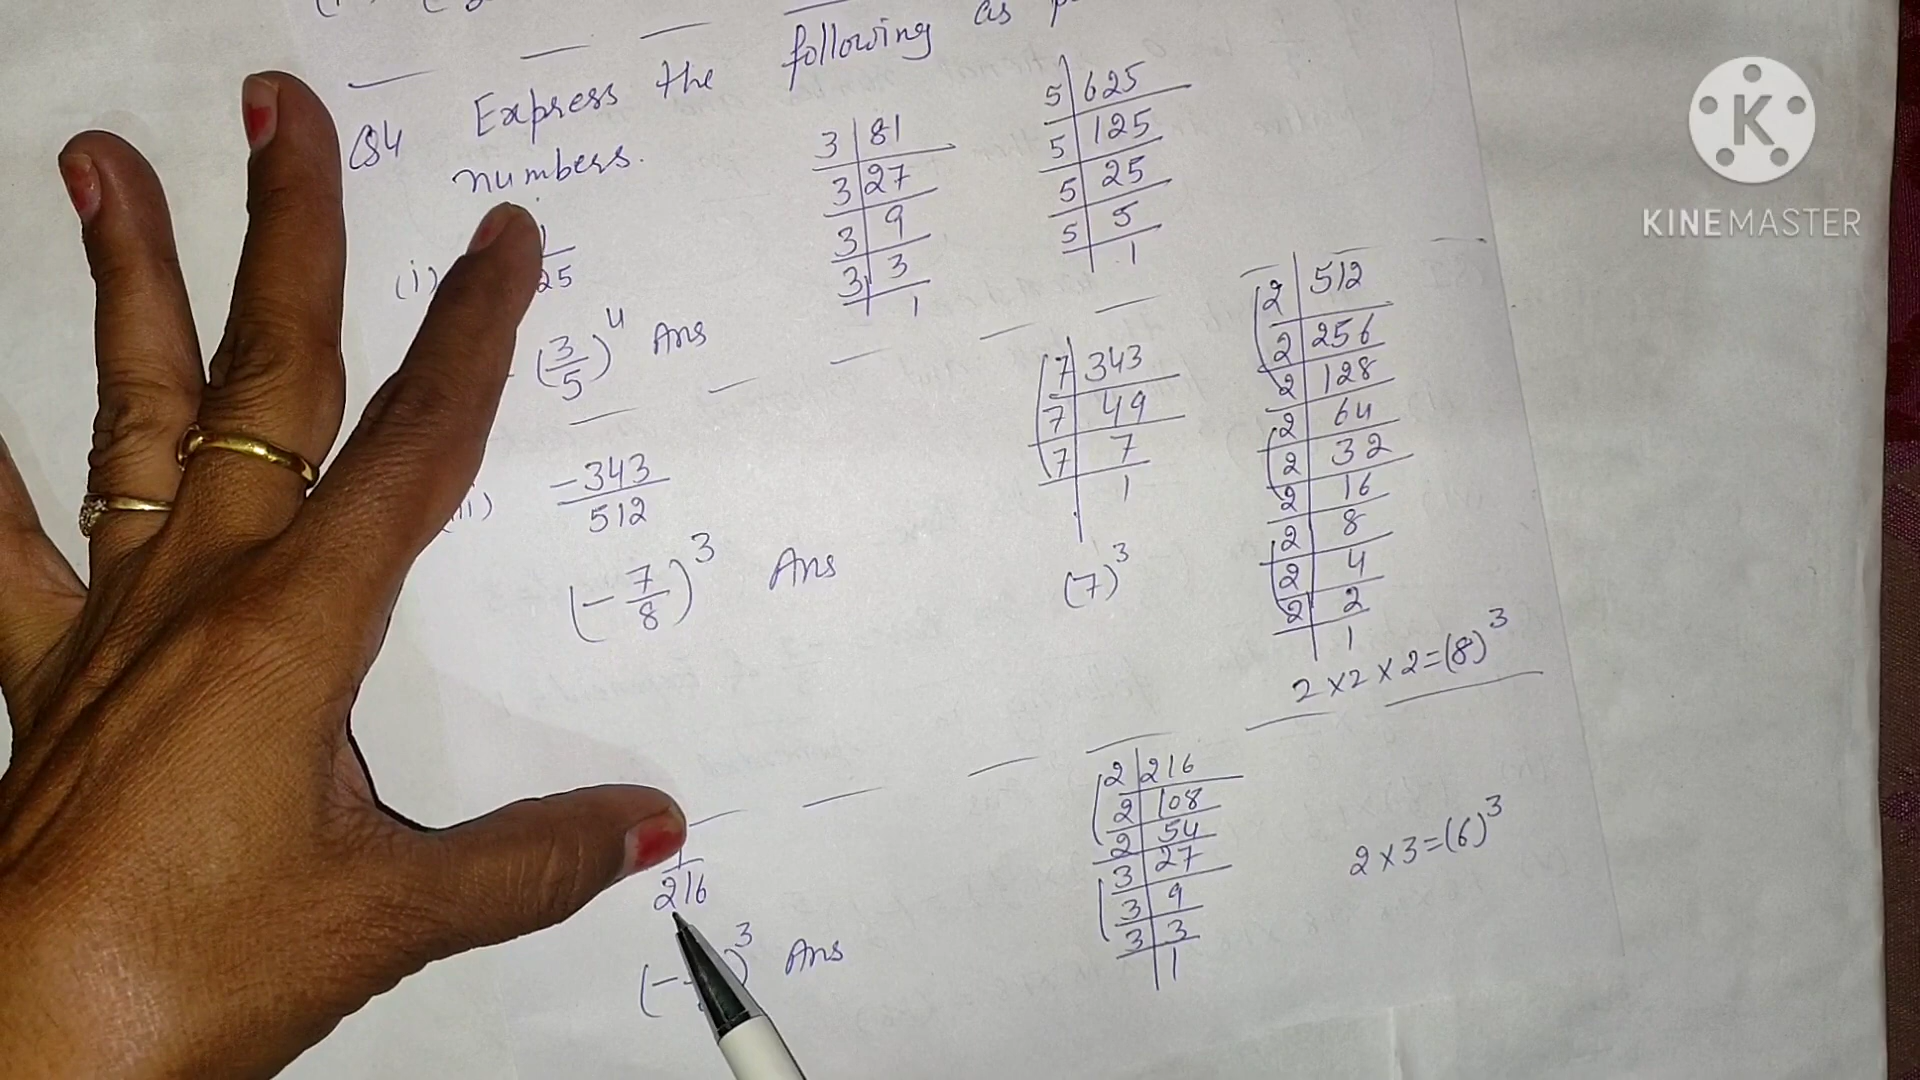 Q4 Express the following as
numbers.
(i) 25
(3/5)^4 Ans
3 | 81
3 | 27
3 | 9
3 | 3
1
5 | 625
5 | 125
5 | 25
5 | 5
1
-343/512
(-7/8)^3 Ans
7 | 343
7 | 49
7 | 7
1
(7)^3
2 | 512
2 | 256
2 | 128
2 | 64
2 | 32
2 | 16
2 | 8
2 | 4
2 | 2
1
2×2×2=(8)^3
216
(- )^3 Ans
2 | 216
2 | 108
2 | 54
3 | 27
3 | 9
3 | 3
1
2×3=(6)^3
K
KINEMASTER